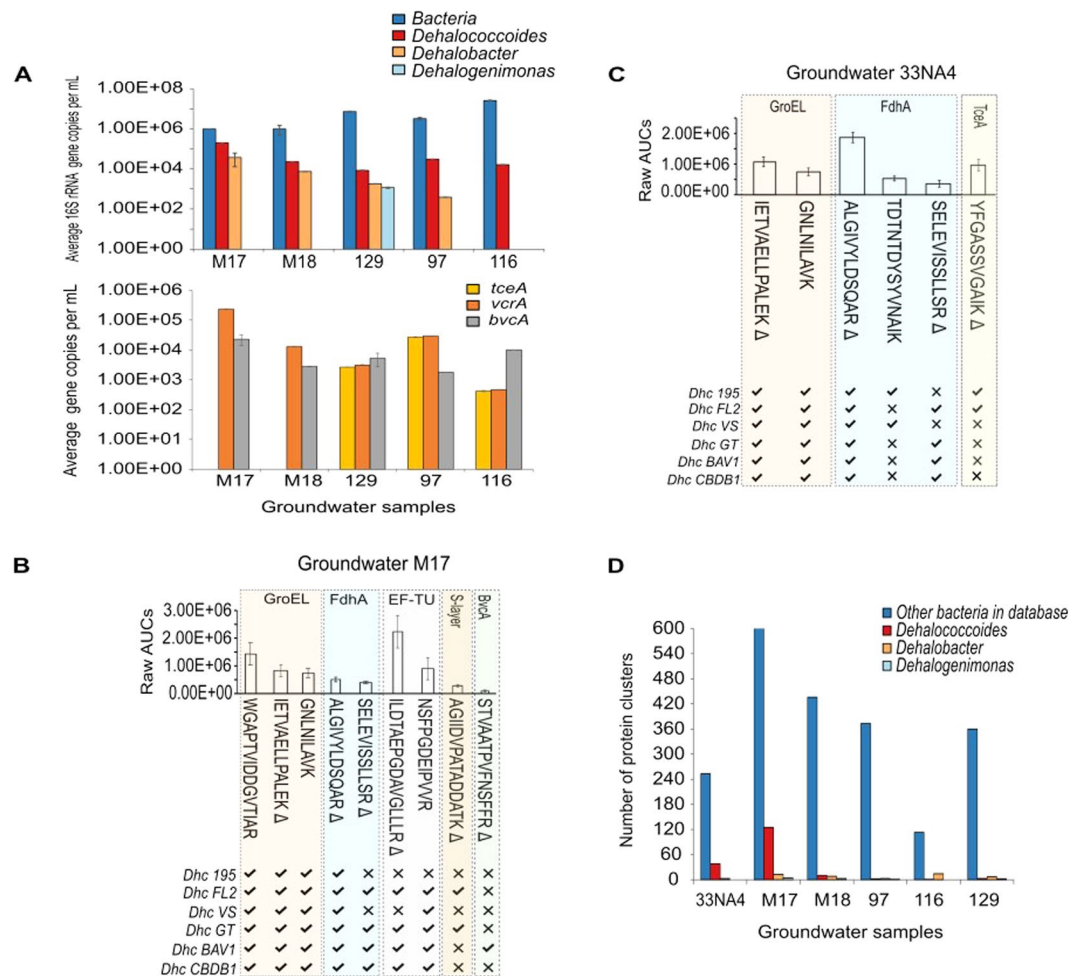 A
Bacteria
Dehalococcoides
Dehalobacter
Dehalogenimonas
Average 16S rRNA gene copies per mL
1.00E+08
1.00E+06
1.00E+04
1.00E+02
1.00E+00
M17 M18 129 97 116
tceA
vcrA
bvcA
Average gene copies per mL
1.00E+06
1.00E+05
1.00E+04
1.00E+03
1.00E+02
1.00E+01
1.00E+00
M17 M18 129 97 116
Groundwater samples
B
Groundwater M17
GroEL FdhA EF-TU S-layer BvcA
Raw AUCs
3.00E+06
2.00E+06
1.00E+06
0.00E+00
WGAPTVIDDGVTIAR
IETVAELLPALEK Δ
GNLNILAVK
ALGIVYLDSQAR Δ
SELEVISSLLSR Δ
ILDTAEPGDAVGLLLR Δ
NSFPGDEIPVVR
AGIIDVPATADDATK Δ
STVAATPVFNSFFR Δ
Dhc 195 ✓ ✓ ✓ ✓ ✕ ✕ ✕ ✕ ✕
Dhc FL2 ✓ ✓ ✓ ✓ ✓ ✓ ✓ ✓ ✕
Dhc VS ✓ ✓ ✓ ✓ ✕ ✕ ✓ ✕ ✕
Dhc GT ✓ ✓ ✓ ✓ ✓ ✓ ✓ ✓ ✕
Dhc BAV1 ✓ ✓ ✓ ✓ ✓ ✓ ✓ ✕ ✓
Dhc CBDB1 ✓ ✓ ✓ ✓ ✓ ✓ ✓ ✕ ✕
C
Groundwater 33NA4
GroEL FdhA TceA
Raw AUCs
2.00E+06
1.00E+06
0.00E+00
IETVAELLPALEK Δ
GNLNILAVK
ALGIVYLDSQAR Δ
TDTNTDYSYVNAIK
SELEVISSLLSR Δ
YFGASSVGAIK Δ
Dhc 195 ✓ ✓ ✓ ✓ ✕ ✓
Dhc FL2 ✓ ✓ ✓ ✕ ✓ ✓
Dhc VS ✓ ✓ ✓ ✓ ✕ ✕
Dhc GT ✓ ✓ ✓ ✕ ✓ ✕
Dhc BAV1 ✓ ✓ ✓ ✕ ✓ ✕
Dhc CBDB1 ✓ ✓ ✓ ✕ ✓ ✕
D
Other bacteria in database
Dehalococcoides
Dehalobacter
Dehalogenimonas
Number of protein clusters
600
540
480
420
360
300
240
180
120
60
0
33NA4 M17 M18 97 116 129
Groundwater samples